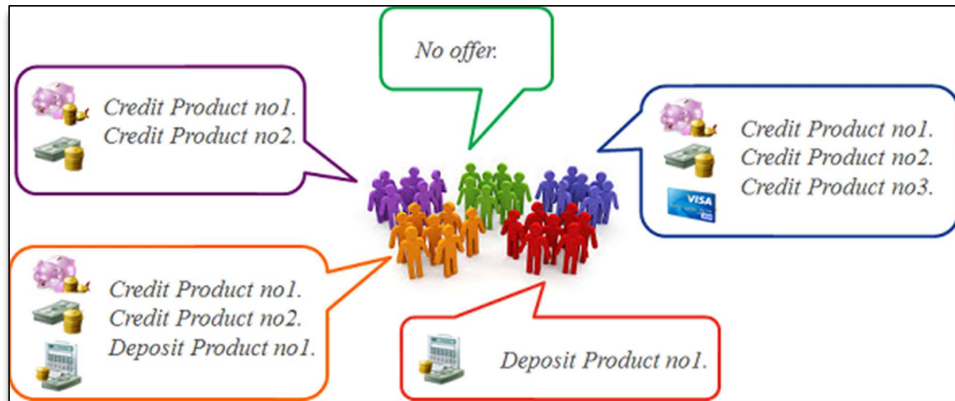 No offer.
Credit Product no1.
Credit Product no2.
Credit Product no1.
Credit Product no2.
Credit Product no3.
VISA
Credit Product no1.
Credit Product no2.
Deposit Product no1.
Deposit Product no1.